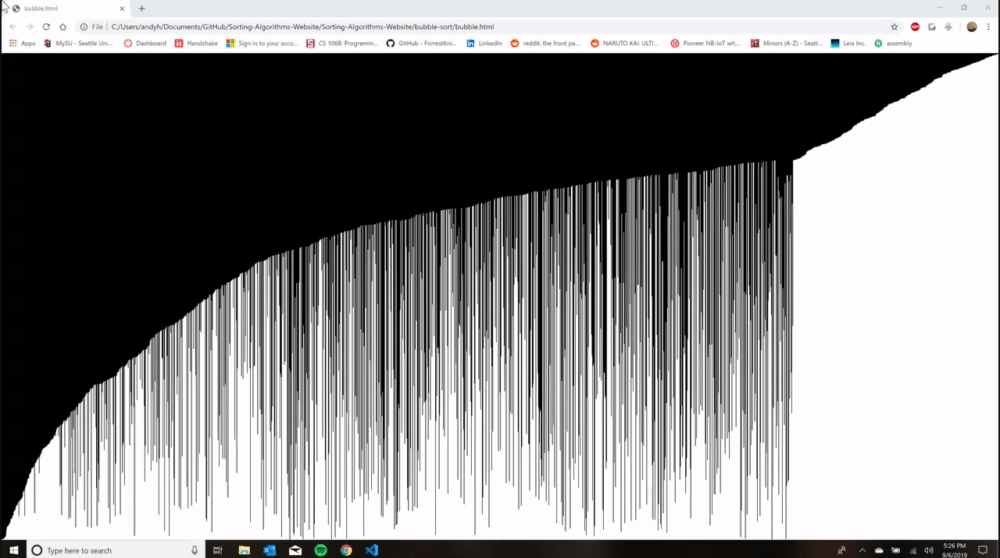 bubble.html
File | C:/Users/andyh/Documents/GitHub/Sorting-Algorithms-Website/Sorting-Algorithms-Website/bubble-sort/bubble.html
Apps MySU - Seattle Uni... Dashboard Handshake Sign in to your acco... CS 106B Programm... GitHub - ForrestKni... LinkedIn reddit: the front pa... NARUTO KAI: ULTI... Pioneer NB-IoT wit... Minors (A-Z) - Seatt... Leia Inc. assembly
Type here to search
5:26 PM
9/6/2019